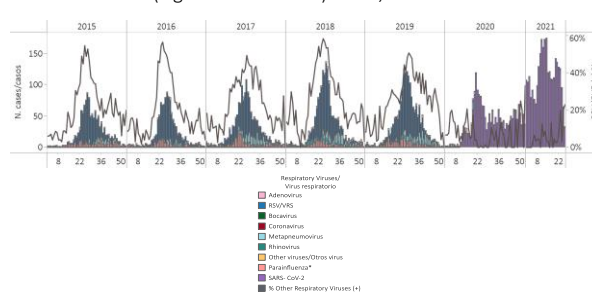 2015 2016 2017 2018 2019 2020 2021
N. cases/casos
150
100
50
0
60%
40%
20%
0%
8 22 36 50 8 22 36 50 8 22 36 50 8 22 36 50 8 22 36 50 8 22 36 50 8 22
Respiratory Viruses/
Virus respiratorio
Adenovirus
RSV/VRS
Bocavirus
Coronavirus
Metapneumovirus
Rhinovirus
Other viruses/Otros virus
Parainfluenza*
SARS- CoV-2
% Other Respiratory Viruses (+)